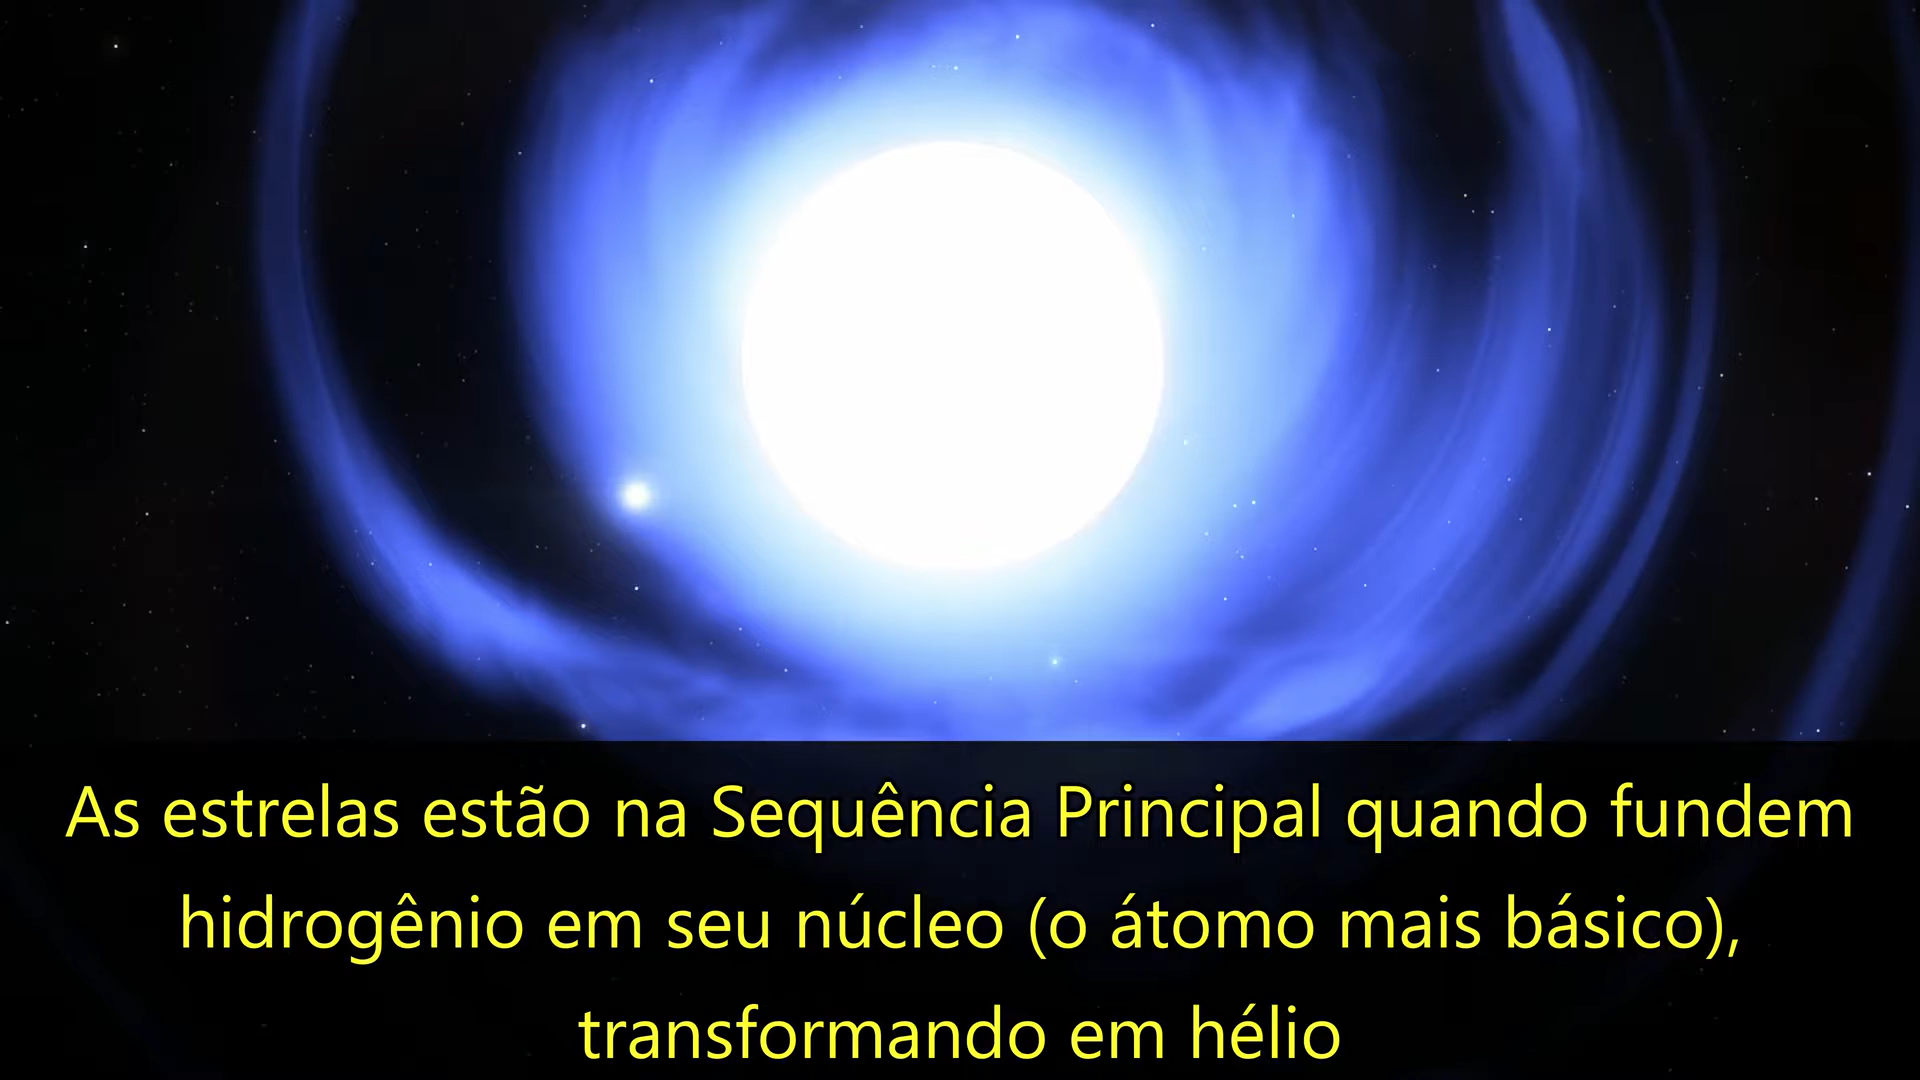 As estrelas estão na Sequência Principal quando fundem
hidrogênio em seu núcleo (o átomo mais básico),
transformando em hélio